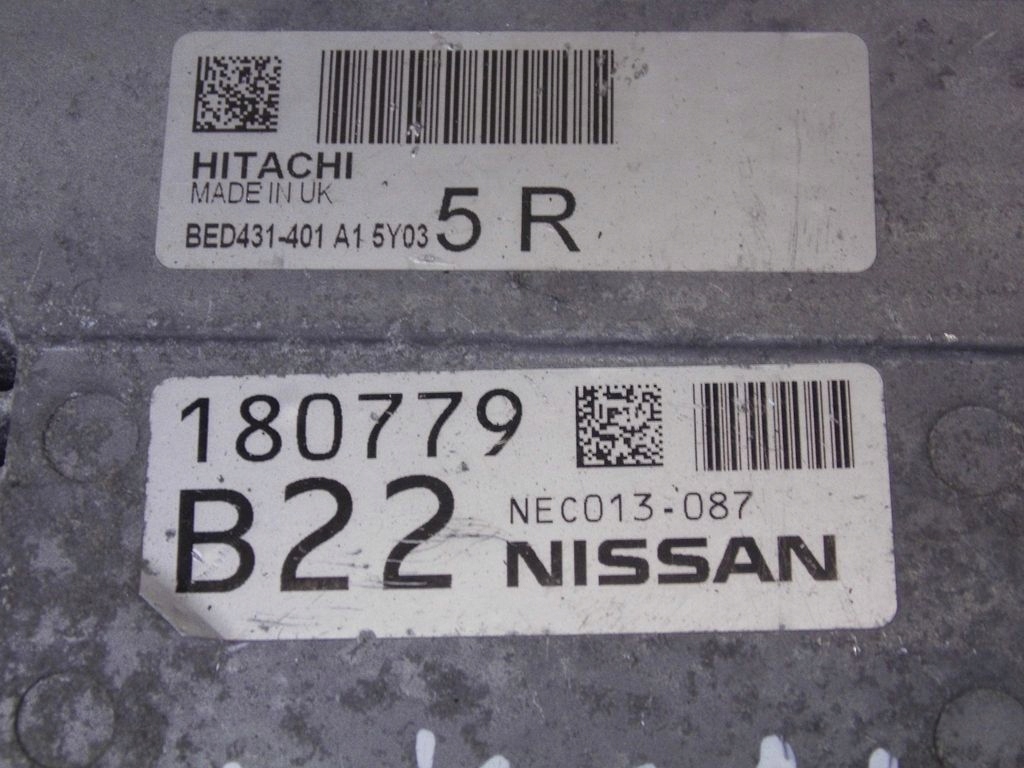 HITACHI
MADE IN UK
BED431-401 A1 5Y03 5 R
180779
B22
NEC013-087
NISSAN